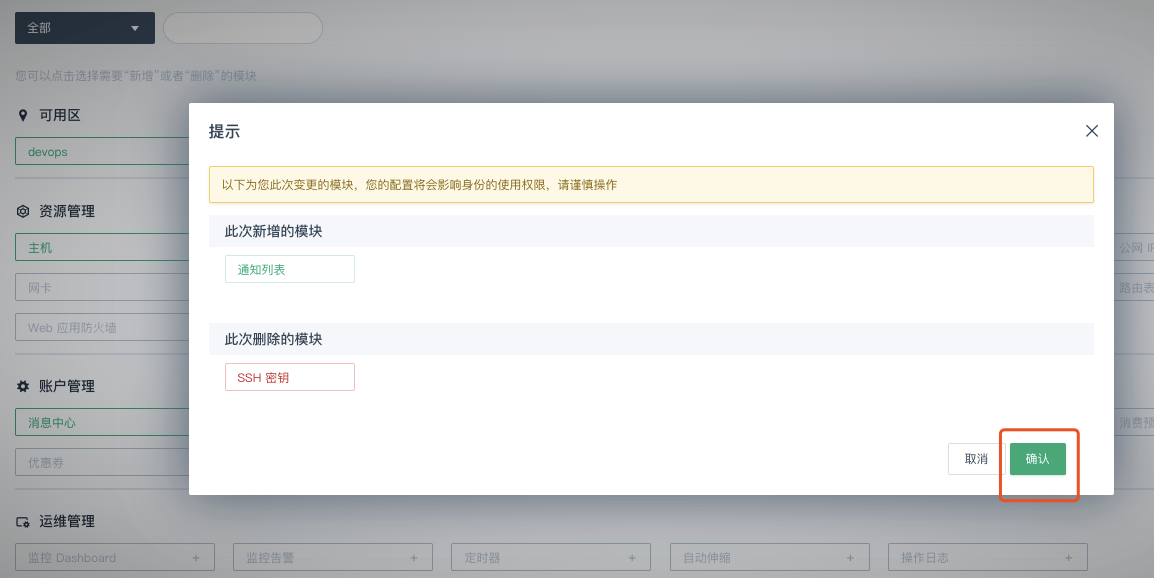 全部
您可以点击选择需要“新增”或者“删除”的模块
可用区
devops
提示
以下为您此次变更的模块，您的配置将会影响身份的使用权限，请谨慎操作
此次新增的模块
通知列表
此次删除的模块
SSH 密钥
取消
确认
资源管理
主机
公网 IP
网卡
路由表
Web 应用防火墙
账户管理
消息中心
消费预
优惠券
运维管理
监控 Dashboard +
监控告警 +
定时器 +
自动伸缩 +
操作日志 +